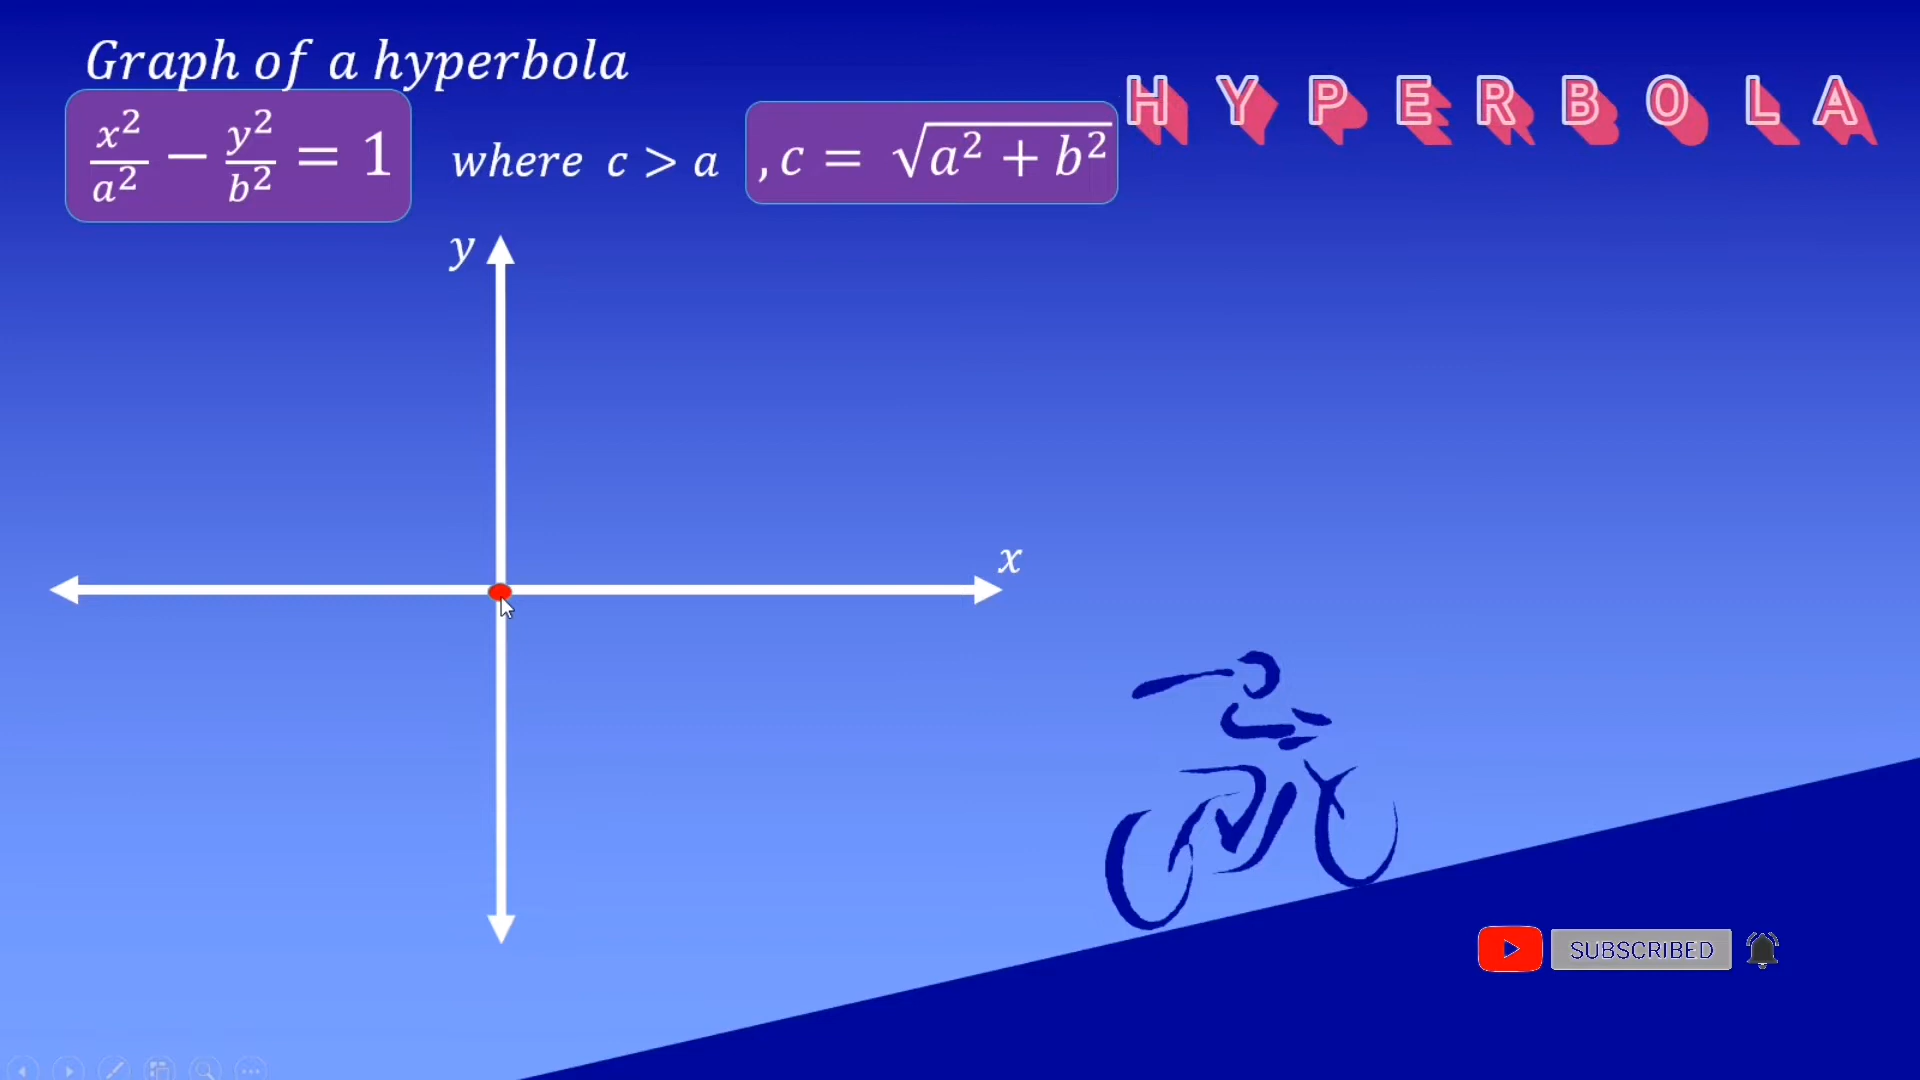 Graph of a hyperbola
H Y P E R B O L A
x²/a² − y²/b² = 1 where c > a , c = √(a² + b²)
y
x
SUBSCRIBED